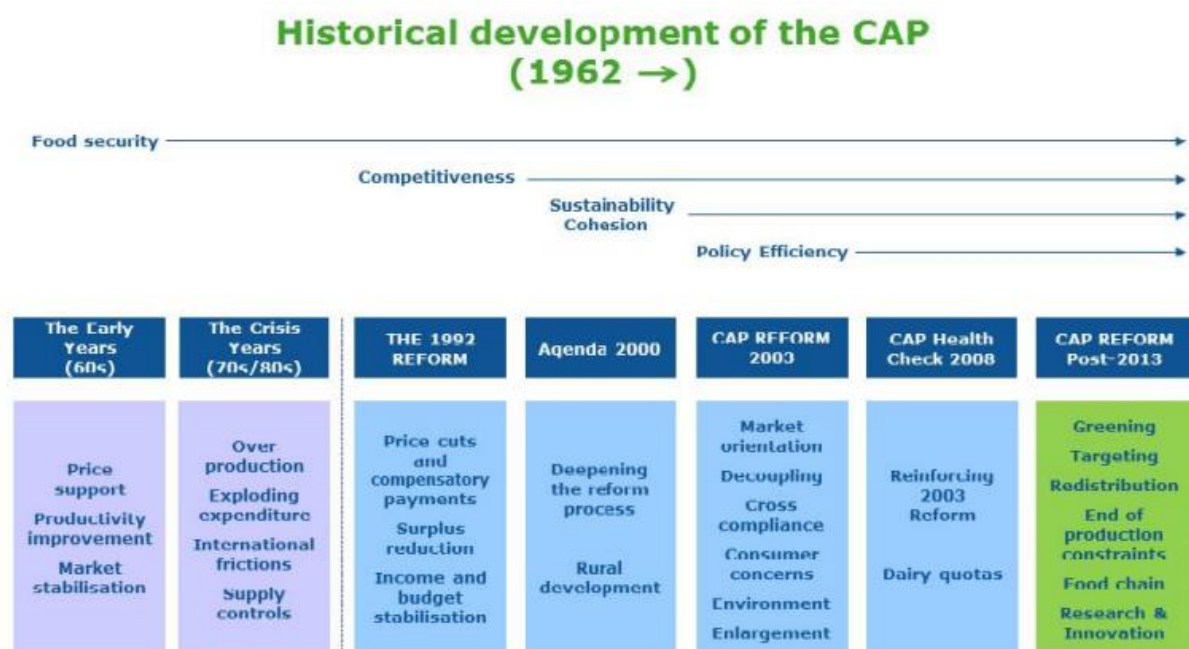 Historical development of the CAP
(1962 →)
Food security
Competitiveness
Sustainability
Cohesion
Policy Efficiency
The Early
Years
(60s)
Price
support
Productivity
improvement
Market
stabilisation
The Crisis
Years
(70s/80s)
Over
production
Exploding
expenditure
International
frictions
Supply
controls
THE 1992
REFORM
Price cuts
and
compensatory
payments
Surplus
reduction
Income and
budget
stabilisation
Agenda 2000
Deepening
the reform
process
Rural
development
CAP REFORM
2003
Market
orientation
Decoupling
Cross
compliance
Consumer
concerns
Environment
Enlargement
CAP Health
Check 2008
Reinforcing
2003
Reform
Dairy quotas
CAP REFORM
Post-2013
Greening
Targeting
Redistribution
End of
production
constraints
Food chain
Research &
Innovation